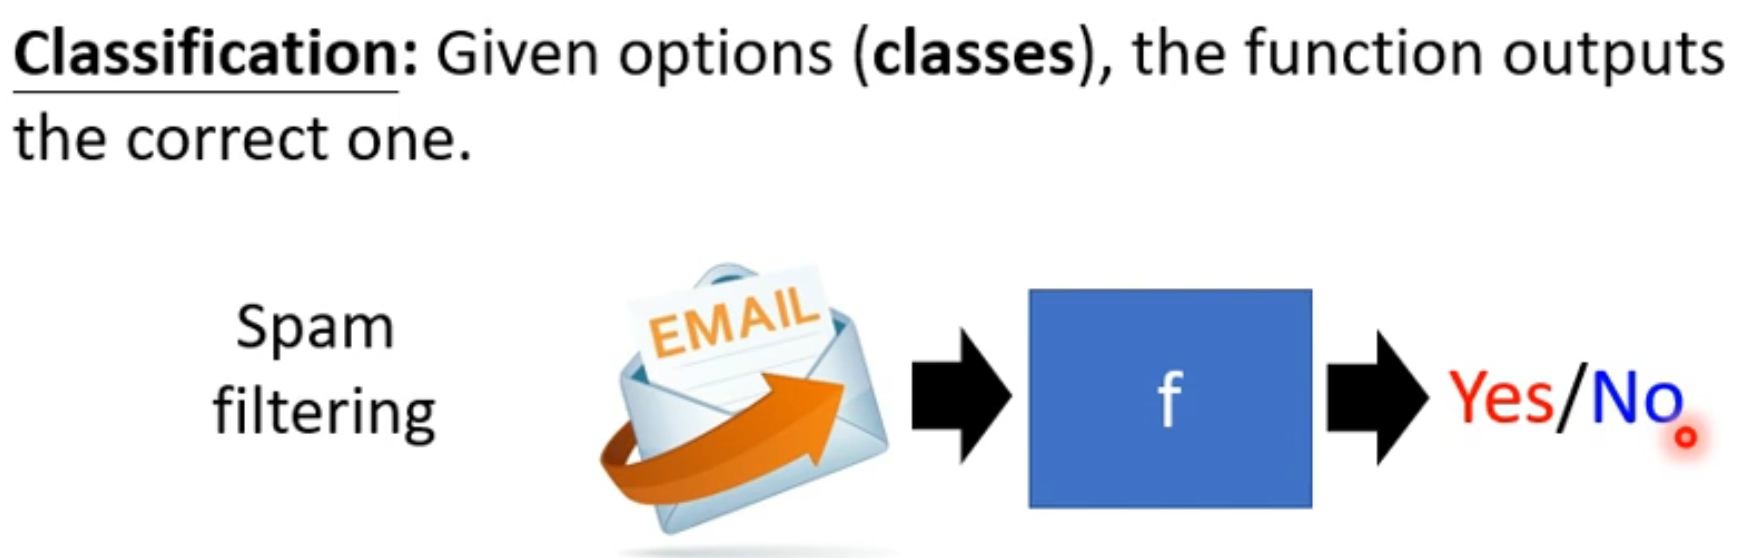 Classification: Given options (classes), the function outputs
the correct one.
Spam
filtering
EMAIL
f
Yes/No